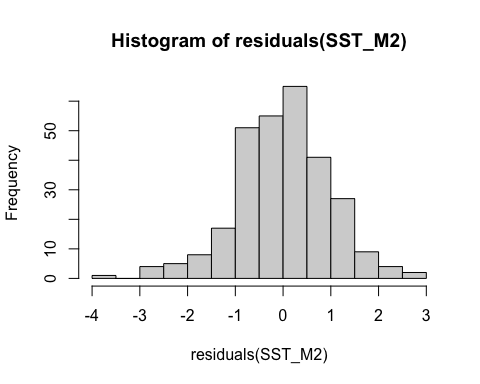 Histogram of residuals(SST_M2)
Frequency
50
30
10
0
-4 -3 -2 -1 0 1 2 3
residuals(SST_M2)